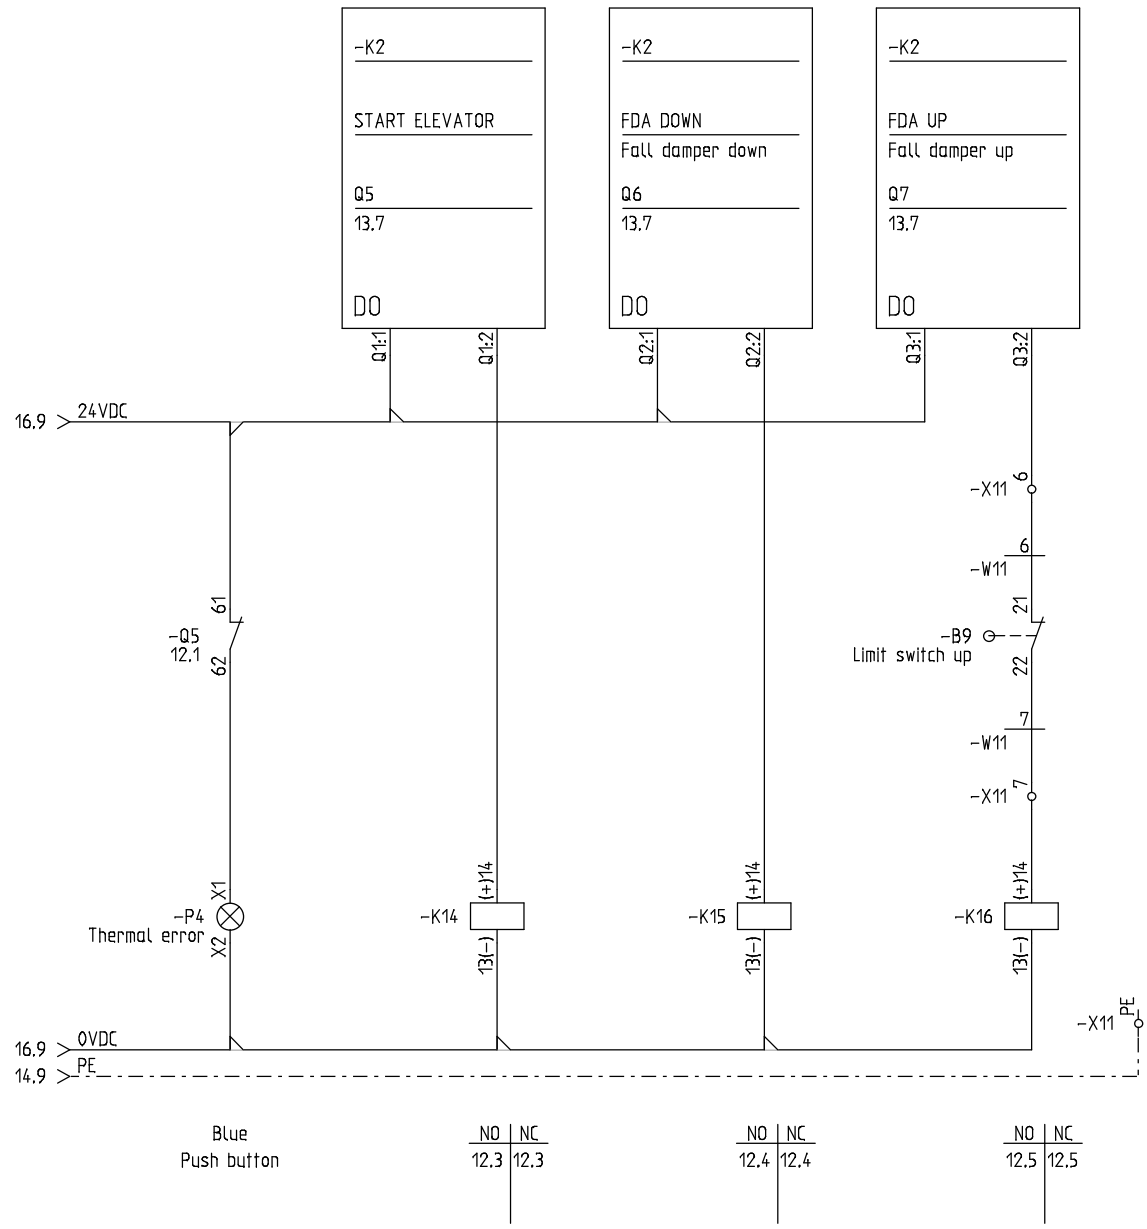 -K2
START ELEVATOR
Q5
13.7
DO
-K2
FDA DOWN
Fall damper down
Q6
13.7
DO
-K2
FDA UP
Fall damper up
Q7
13.7
DO
Q1:1
Q1:2
Q2:1
Q2:2
Q3:1
Q3:2
16.9
24VDC
-X11
6
6
-W11
61
-Q5
12.1
62
21
-B9
Limit switch up
22
7
-W11
-X11
7
X1
-P4
Thermal error
X2
(+)14
-K14
13(-)
(+)14
-K15
13(-)
(+)14
-K16
13(-)
-X11
PE
16.9
0VDC
14.9
PE
Blue
Push button
NO NC
12.3 12.3
NO NC
12.4 12.4
NO NC
12.5 12.5